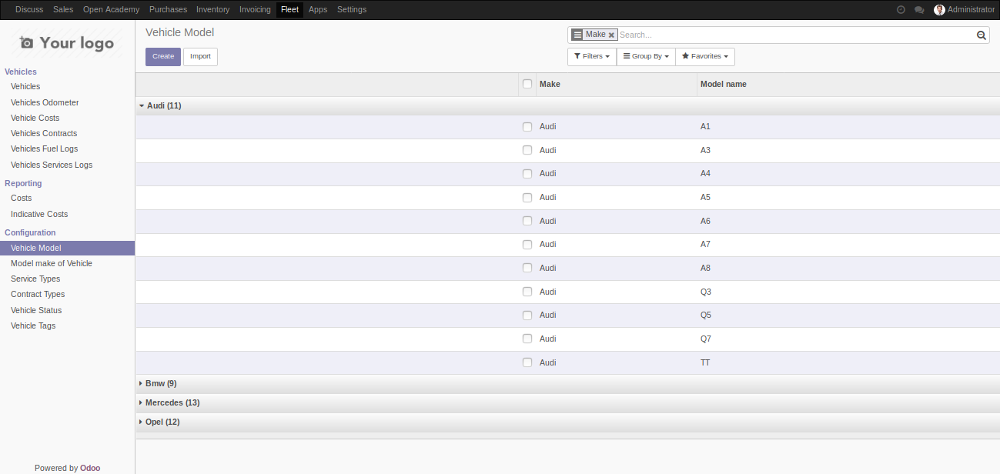 Discuss Sales Open Academy Purchases Inventory Invoicing Fleet Apps Settings Administrator
Your logo
Vehicles
Vehicles
Vehicles Odometer
Vehicle Costs
Vehicles Contracts
Vehicles Fuel Logs
Vehicles Services Logs
Reporting
Costs
Indicative Costs
Configuration
Vehicle Model
Model make of Vehicle
Service Types
Contract Types
Vehicle Status
Vehicle Tags
Powered by Odoo
Vehicle Model
Make Search...
Create Import
Filters Group By Favorites
Make Model name
Audi (11)
Audi A1
Audi A3
Audi A4
Audi A5
Audi A6
Audi A7
Audi A8
Audi Q3
Audi Q5
Audi Q7
Audi TT
Bmw (9)
Mercedes (13)
Opel (12)